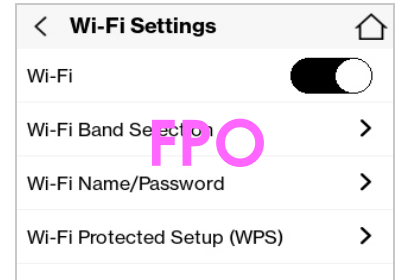 Wi-Fi Settings
Wi-Fi
Wi-Fi Band Selection
FPO
Wi-Fi Name/Password
Wi-Fi Protected Setup (WPS)